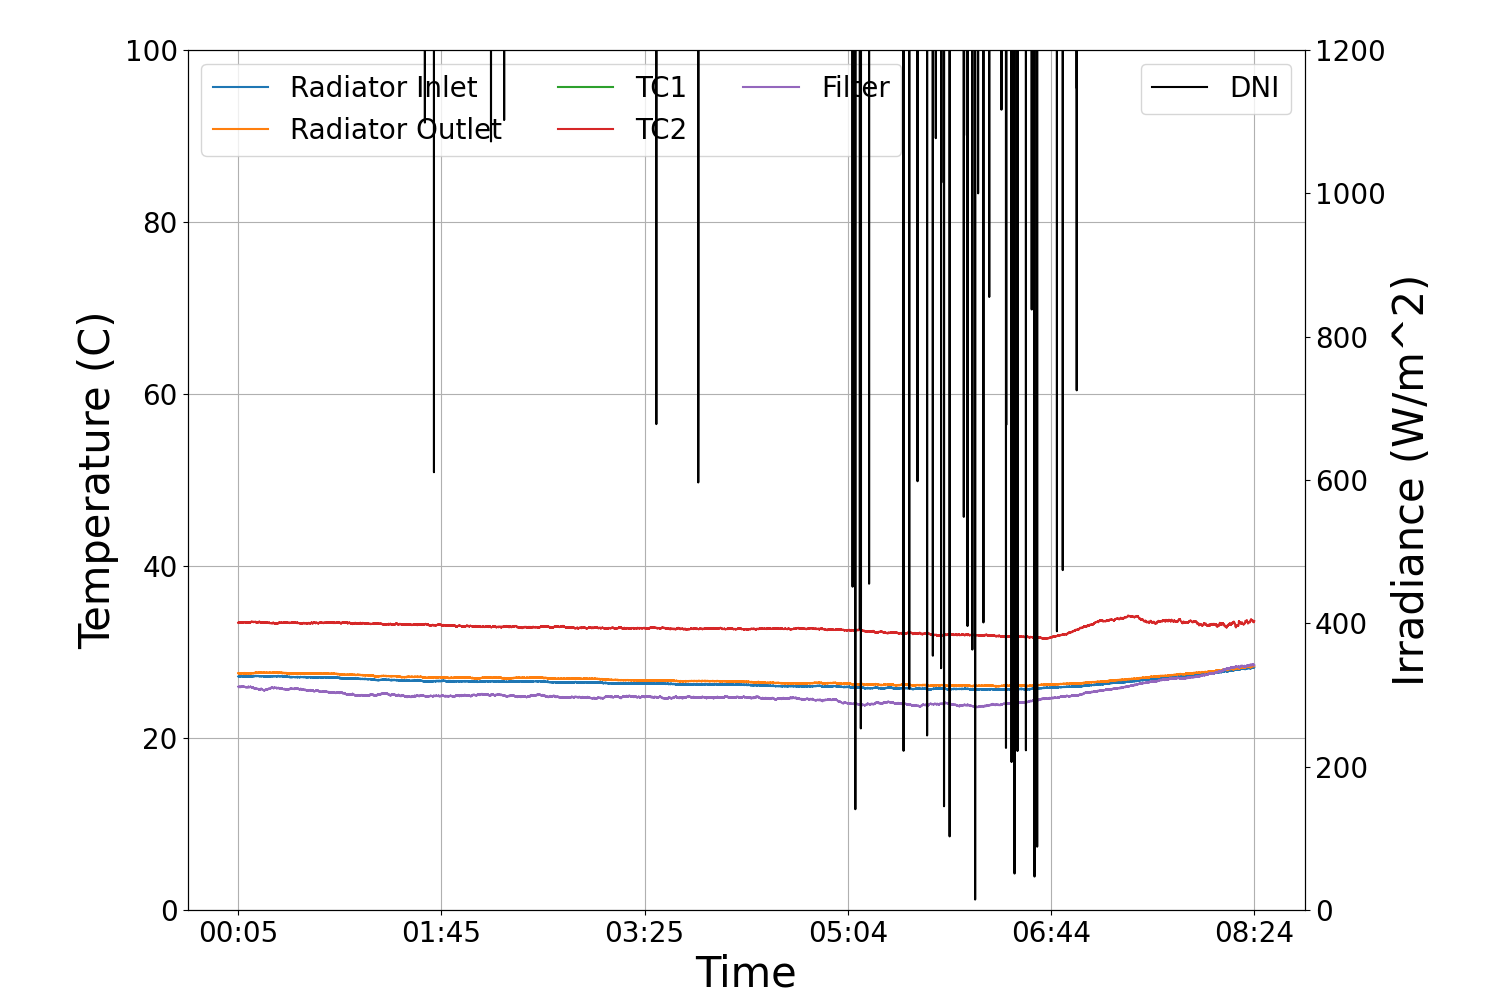 100
80
60
40
20
0
Temperature (C)
Radiator Inlet
Radiator Outlet
TC1
TC2
Filter
DNI
1200
1000
800
600
400
200
0
Irradiance (W/m^2)
00:05 01:45 03:25 05:04 06:44 08:24
Time